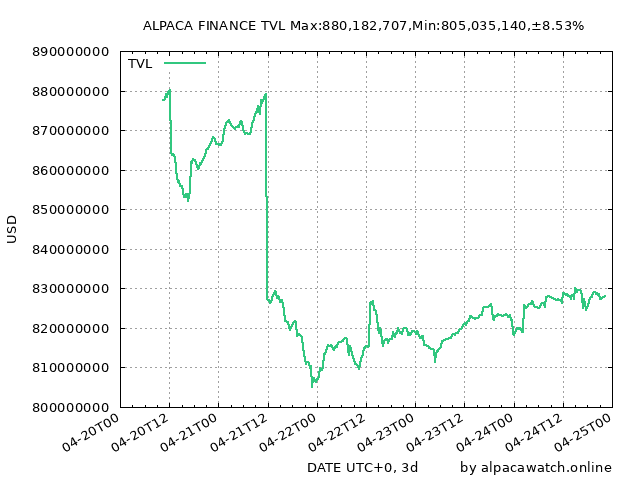 ALPACA FINANCE TVL Max:880,182,707,Min:805,035,140,±8.53%
TVL
USD
890000000
880000000
870000000
860000000
850000000
840000000
830000000
820000000
810000000
800000000
04-20T00
04-20T12
04-21T00
04-21T12
04-22T00
04-22T12
04-23T00
04-23T12
04-24T00
04-24T12
04-25T00
DATE UTC+0, 3d
by alpacawatch.online